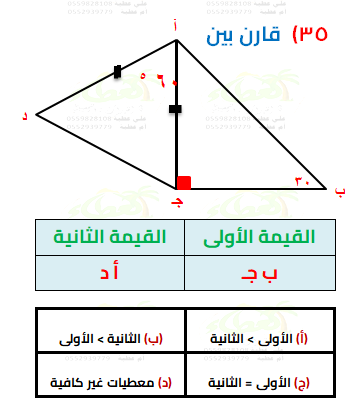 ٣٥) قارن بين
أ
٥ ٦٠
د
٣٠
جـ
ب
القيمة الأولى القيمة الثانية
ب جـ أ د
(أ) الأولى > الثانية (ب) الثانية > الأولى
(ج) الأولى = الثانية (د) معطيات غير كافية